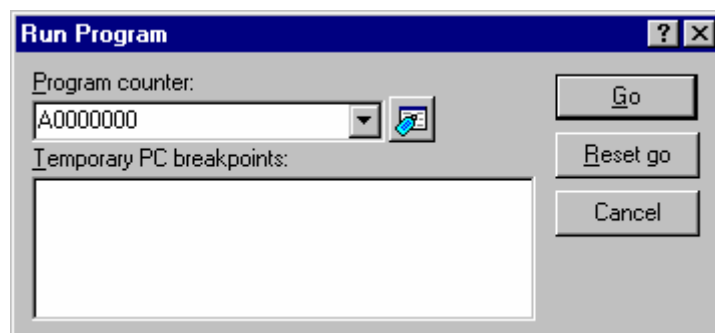 Run Program
Program counter:
A0000000
Temporary PC breakpoints:
Go
Reset go
Cancel